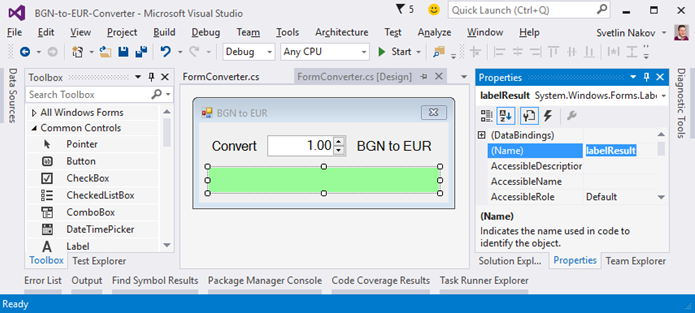 BGN-to-EUR-Converter - Microsoft Visual Studio
5
Quick Launch (Ctrl+Q)
File Edit View Project Build Debug Team Tools Architecture Test Analyze Window Help Svetlin Nakov
Debug Any CPU Start
Data Sources
Toolbox
Search Toolbox
All Windows Forms
Common Controls
Pointer
Button
CheckBox
CheckedListBox
ComboBox
DateTimePicker
Label
Toolbox Test Explorer
FormConverter.cs FormConverter.cs [Design]
BGN to EUR
Convert 1.00 BGN to EUR
Properties
labelResult System.Windows.Forms.Labe
(DataBindings)
(Name) labelResult
AccessibleDescription
AccessibleName
AccessibleRole Default
(Name)
Indicates the name used in code to
identify the object.
Solution Expl... Properties Team Explorer
Diagnostic Tools
Error List Output Find Symbol Results Package Manager Console Code Coverage Results Task Runner Explorer
Ready